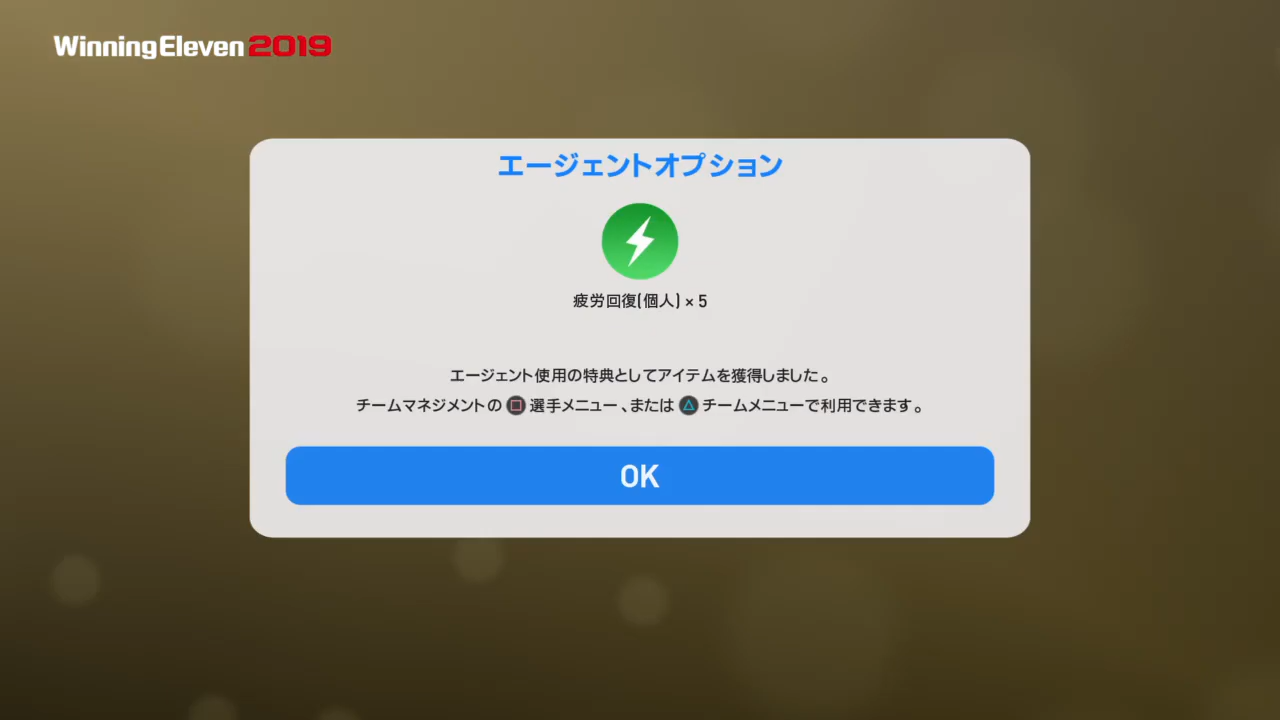 WinningEleven 2019
エージェントオプション
疲労回復(個人) × 5
エージェント使用の特典としてアイテムを獲得しました。
チームマネジメントの 選手メニュー、または チームメニューで利用できます。
OK